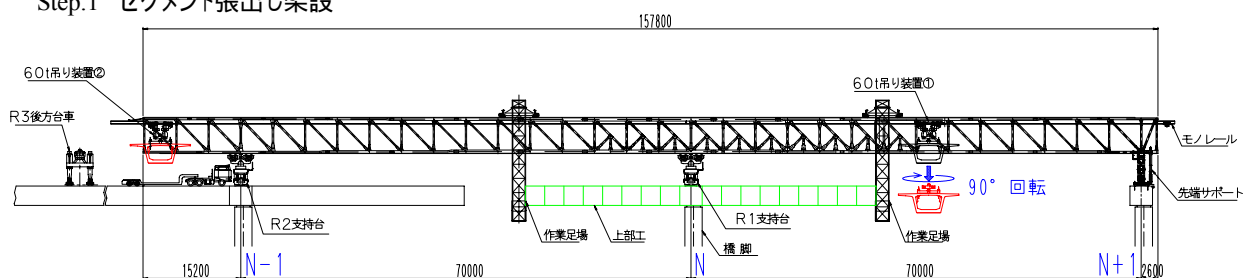 Step.1 セグメント張出し架設
157800
60t吊り装置②
60t吊り装置①
R3後方台車
モノレール
90° 回転
先端サポート
R2支持台
作業足場
上部工
R1支持台
橋脚
作業足場
15200
N-1
70000
N
70000
N+1
2600